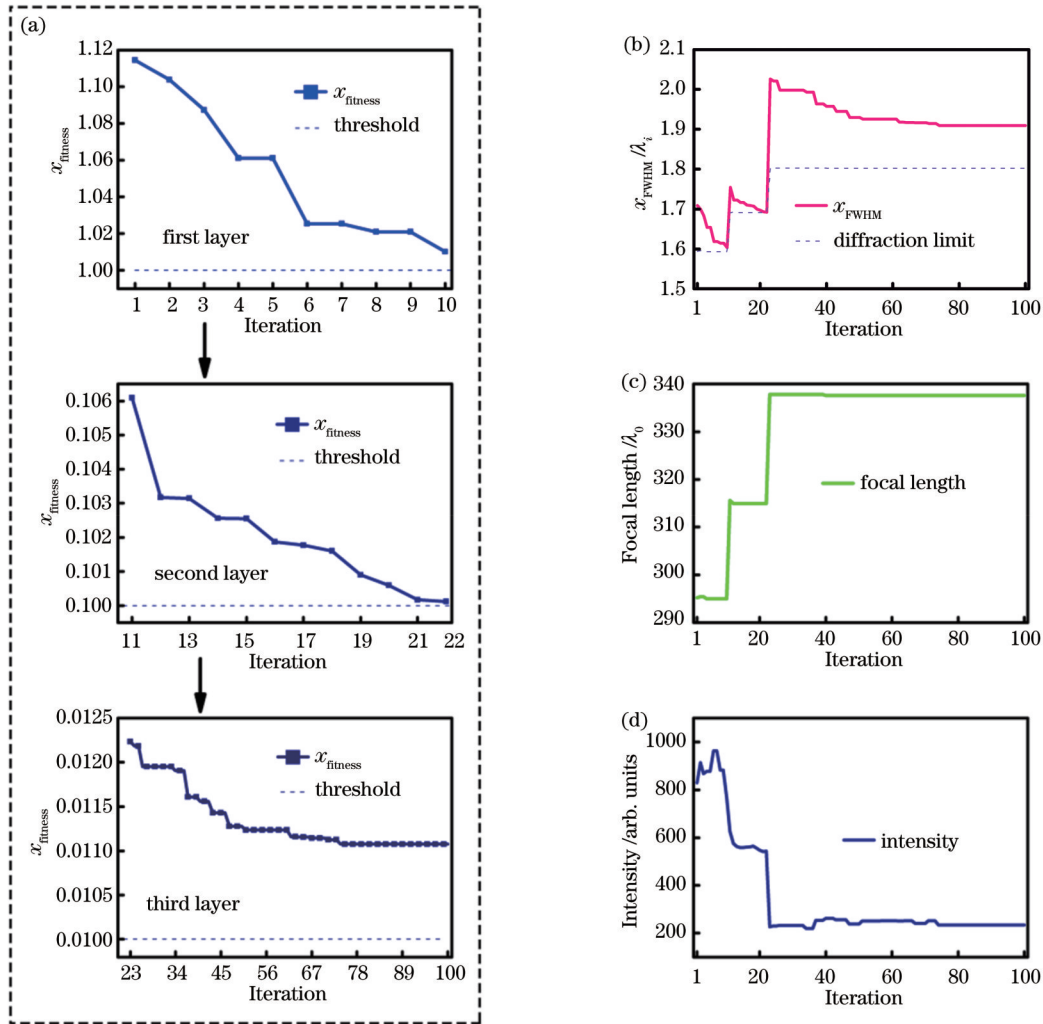 (a)
1.12
1.10
1.08
1.06
1.04
1.02
1.00
x_fitness
x_fitness
threshold
first layer
1 2 3 4 5 6 7 8 9 10
Iteration
0.106
0.105
0.104
0.103
0.102
0.101
0.100
x_fitness
x_fitness
threshold
second layer
11 13 15 17 19 21 22
Iteration
0.0125
0.0120
0.0115
0.0110
0.0105
0.0100
x_fitness
x_fitness
threshold
third layer
23 34 45 56 67 78 89 100
Iteration
(b)
2.1
2.0
1.9
1.8
1.7
1.6
1.5
x_FWHM/λ_i
x_FWHM
diffraction limit
1 20 40 60 80 100
Iteration
(c)
340
330
320
310
300
290
Focal length/λ_0
focal length
1 20 40 60 80 100
Iteration
(d)
1000
800
600
400
200
Intensity/arb. units
intensity
1 20 40 60 80 100
Iteration